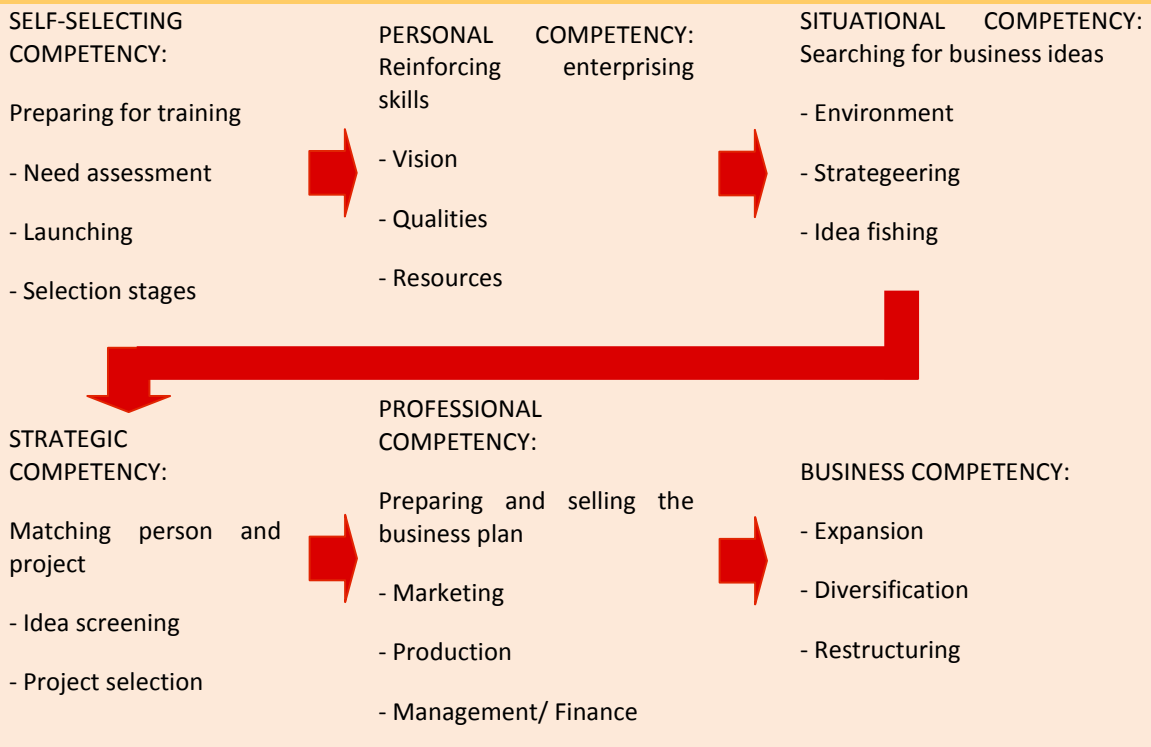 SELF-SELECTING
COMPETENCY:
Preparing for training
- Need assessment
- Launching
- Selection stages
PERSONAL COMPETENCY:
Reinforcing enterprising
skills
- Vision
- Qualities
- Resources
SITUATIONAL COMPETENCY:
Searching for business ideas
- Environment
- Strategeering
- Idea fishing
STRATEGIC
COMPETENCY:
Matching person and
project
- Idea screening
- Project selection
PROFESSIONAL
COMPETENCY:
Preparing and selling the
business plan
- Marketing
- Production
- Management/ Finance
BUSINESS COMPETENCY:
- Expansion
- Diversification
- Restructuring